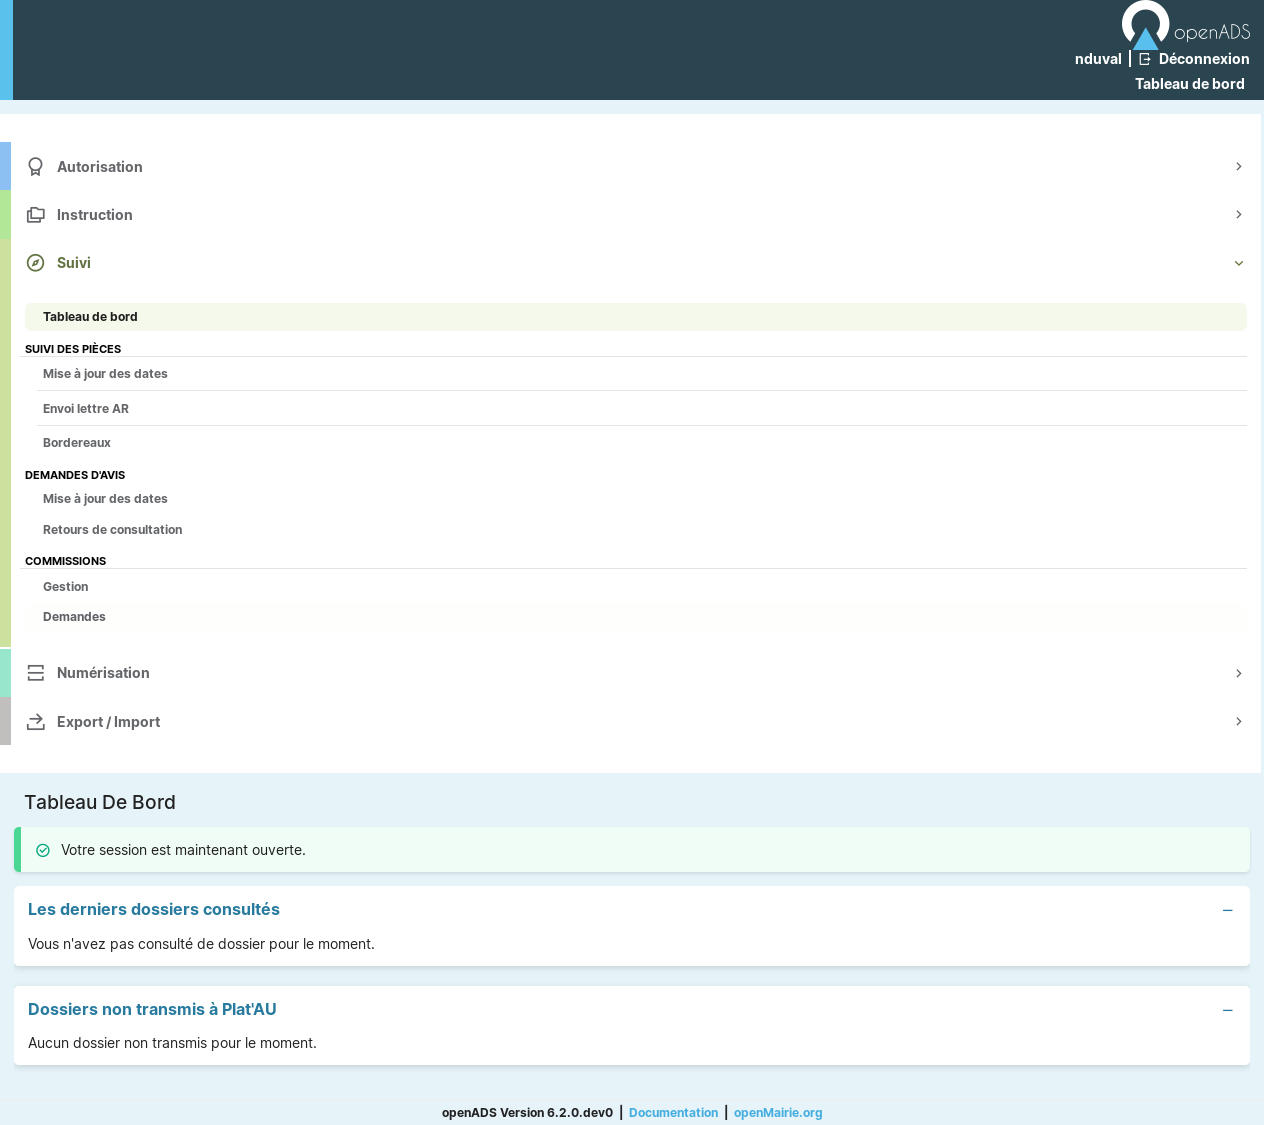 openADS
nduval | Déconnexion
Tableau de bord
Autorisation
Instruction
Suivi
Tableau de bord
SUIVI DES PIÈCES
Mise à jour des dates
Envoi lettre AR
Bordereaux
DEMANDES D'AVIS
Mise à jour des dates
Retours de consultation
COMMISSIONS
Gestion
Demandes
Numérisation
Export / Import
Tableau De Bord
Votre session est maintenant ouverte.
Les derniers dossiers consultés
Vous n'avez pas consulté de dossier pour le moment.
Dossiers non transmis à Plat'AU
Aucun dossier non transmis pour le moment.
openADS Version 6.2.0.dev0 | Documentation | openMairie.org